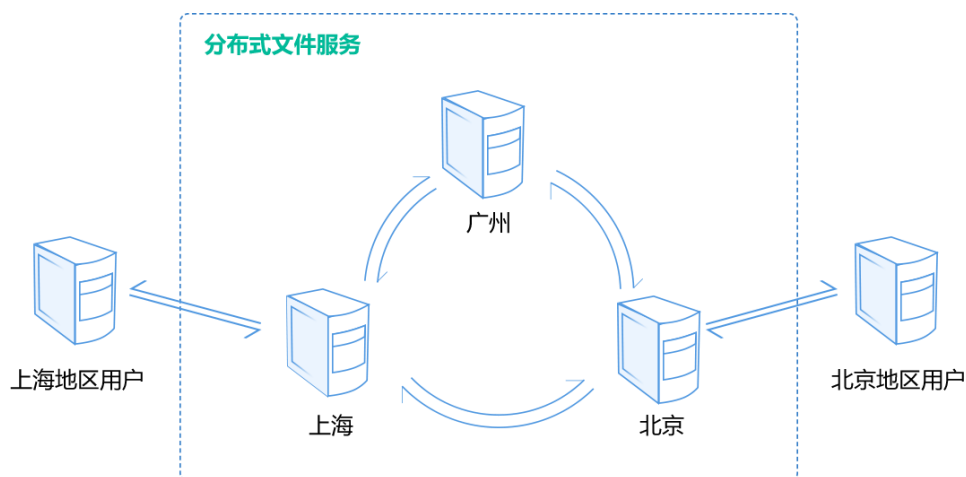 分布式文件服务
广州
上海地区用户
上海
北京
北京地区用户